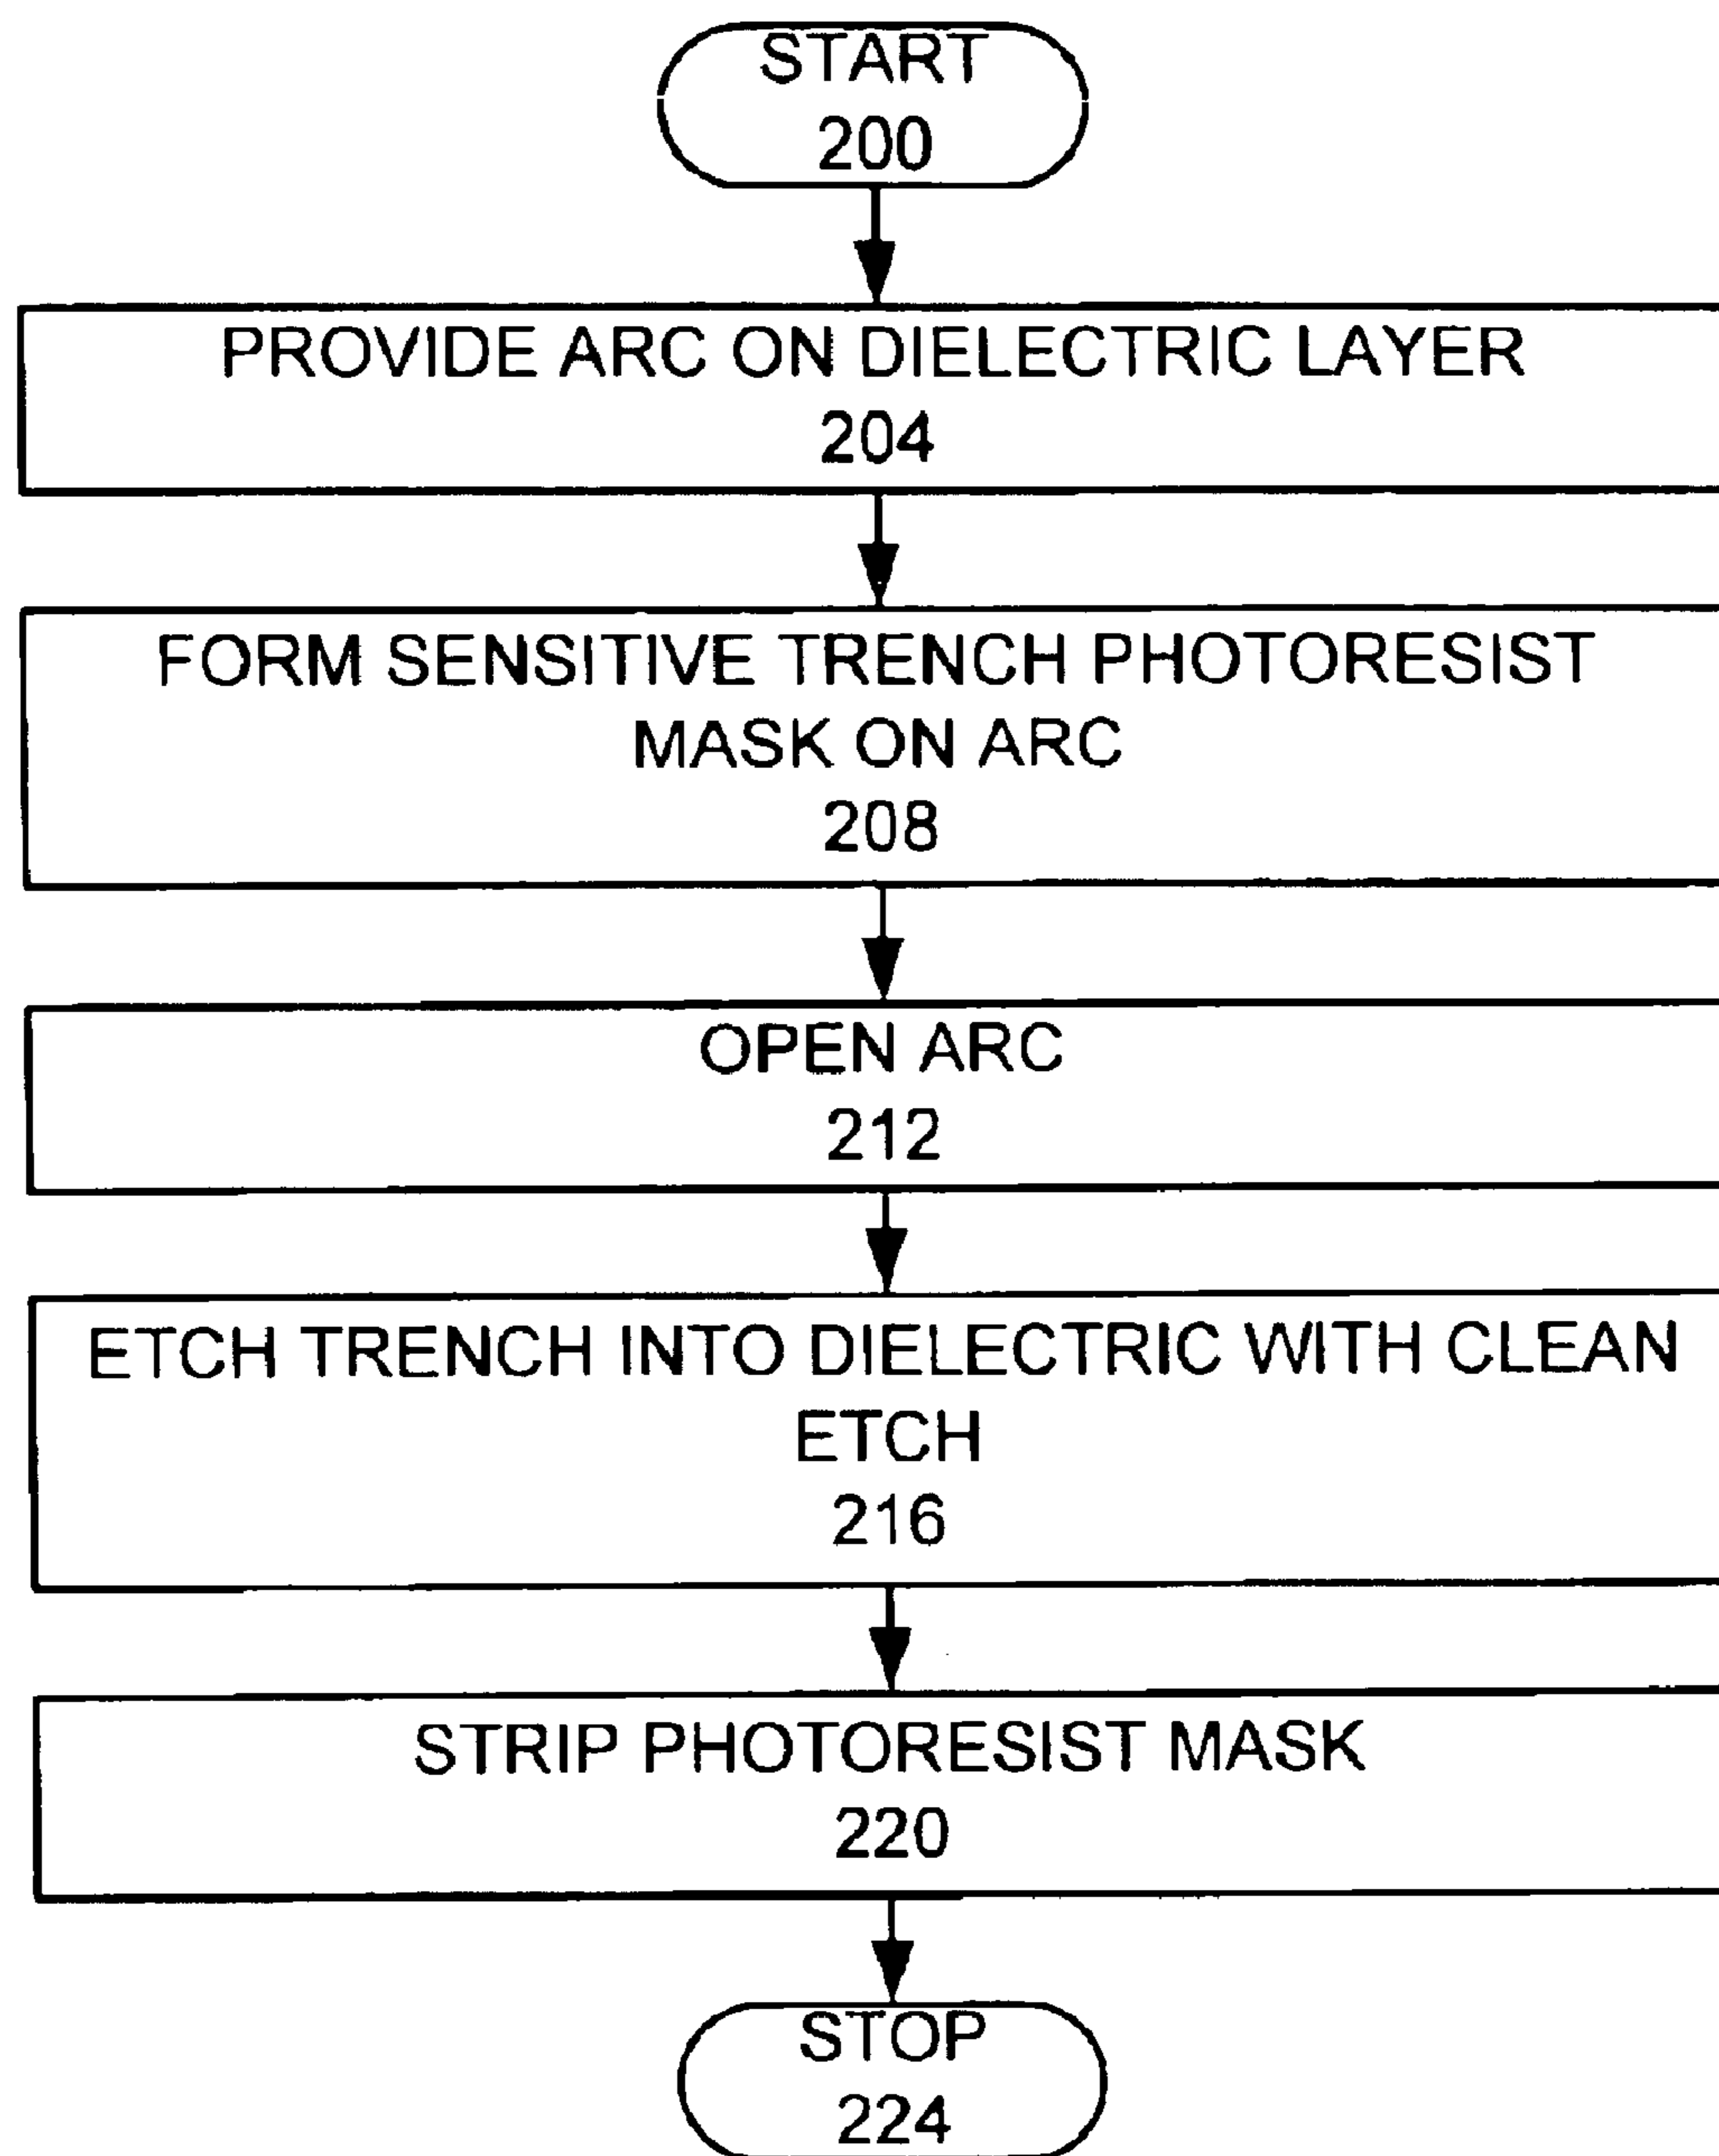 START
200
PROVIDE ARC ON DIELECTRIC LAYER
204
FORM SENSITIVE TRENCH PHOTORESIST
MASK ON ARC
208
OPEN ARC
212
ETCH TRENCH INTO DIELECTRIC WITH CLEAN
ETCH
216
STRIP PHOTORESIST MASK
220
STOP
224